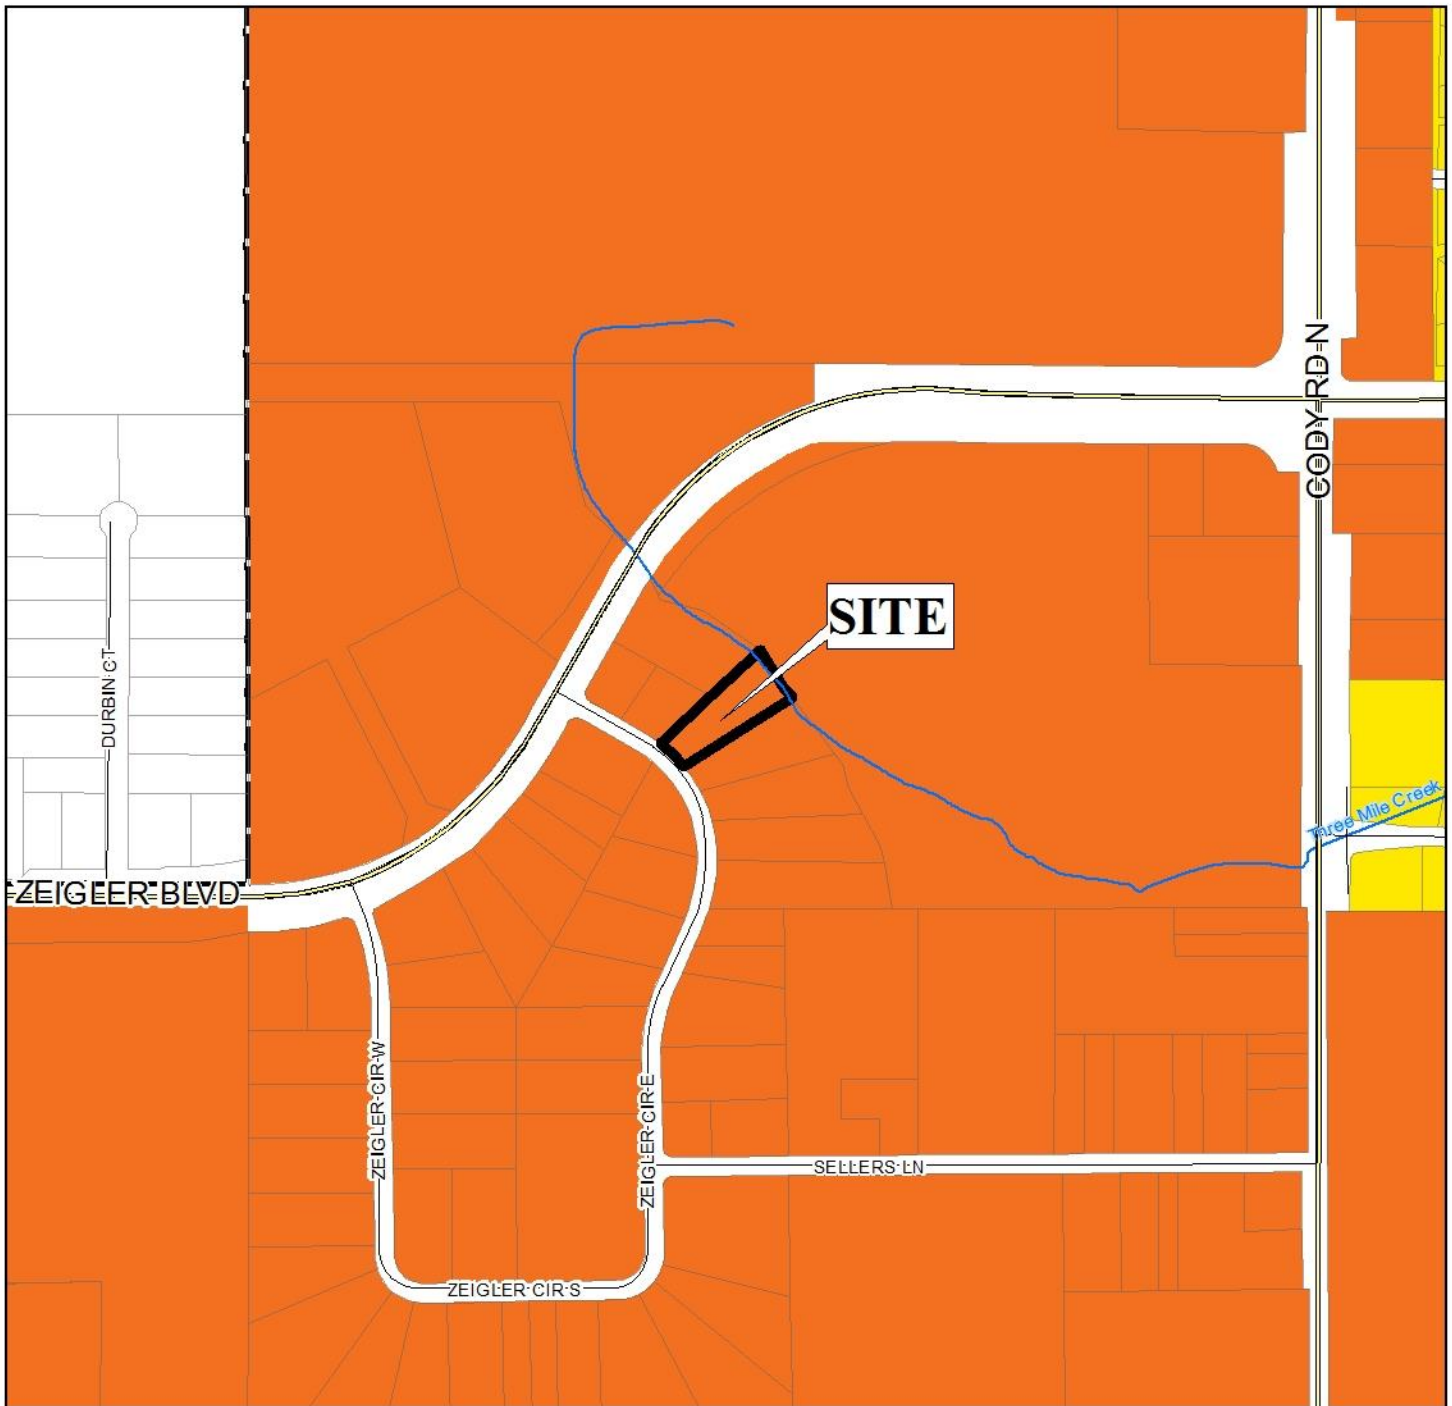 CODY RD N
SITE
DURBIN CT
Three Mile Creek
ZEIGLER BLVD
ZEIGLER CIR W
ZEIGLER CIR E
SELLERS LN
ZEIGLER CIR S